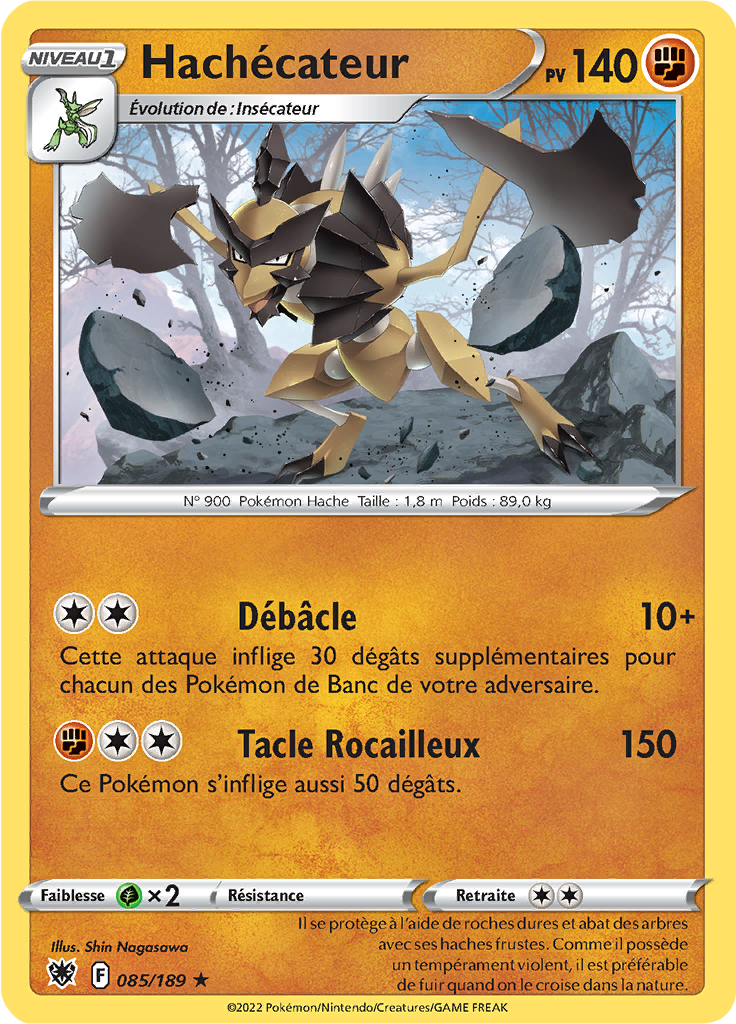 NIVEAU 1
Hachécateur
PV 140
Évolution de : Insécateur
N° 900 Pokémon Hache Taille : 1,8 m Poids : 89,0 kg
Débâcle 10+
Cette attaque inflige 30 dégâts supplémentaires pour
chacun des Pokémon de Banc de votre adversaire.
Tacle Rocailleux 150
Ce Pokémon s'inflige aussi 50 dégâts.
Faiblesse ×2 Résistance Retraite
Illus. Shin Nagasawa
F 085/189 ★
Il se protège à l'aide de roches dures et abat des arbres
avec ses haches frustes. Comme il possède
un tempérament violent, il est préférable
de fuir quand on le croise dans la nature.
©2022 Pokémon/Nintendo/Creatures/GAME FREAK